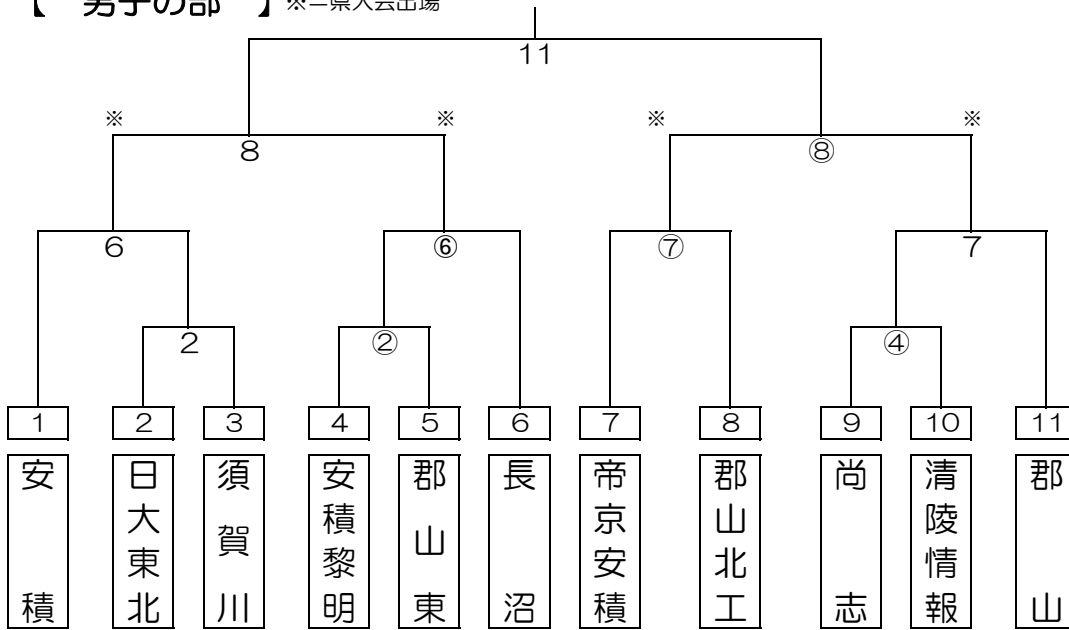 【 男子の部 】 ※=県大会出場
11
※ ※ ※ ※
8 ⑧
6 ⑥ ⑦ 7
2 ② ④
1 2 3 4 5 6 7 8 9 10 11
安積
日大東北
須賀川
安積黎明
郡山東
長沼
帝京安積
郡山北工
尚志
清陵情報
郡山